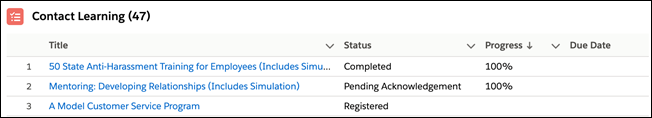 Contact Learning (47)
Title Status Progress ↓ Due Date
1 50 State Anti-Harassment Training for Employees (Includes Simu... Completed 100%
2 Mentoring: Developing Relationships (Includes Simulation) Pending Acknowledgement 100%
3 A Model Customer Service Program Registered